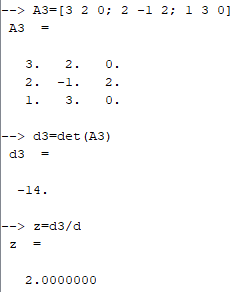 --> A3=[3 2 0; 2 -1 2; 1 3 0]
A3 =
3. 2. 0.
2. -1. 2.
1. 3. 0.
--> d3=det(A3)
d3 =
-14.
--> z=d3/d
z =
2.0000000